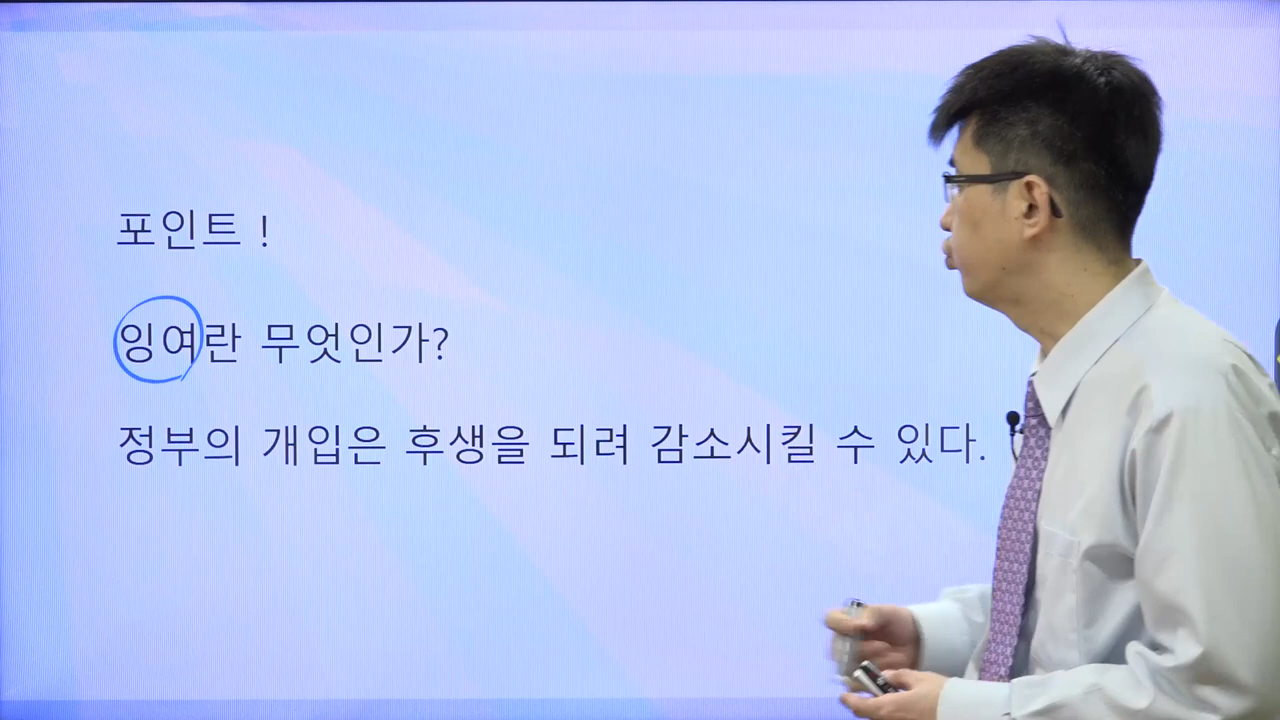 포인트 !
잉여란 무엇인가?
정부의 개입은 후생을 되려 감소시킬 수 있다.